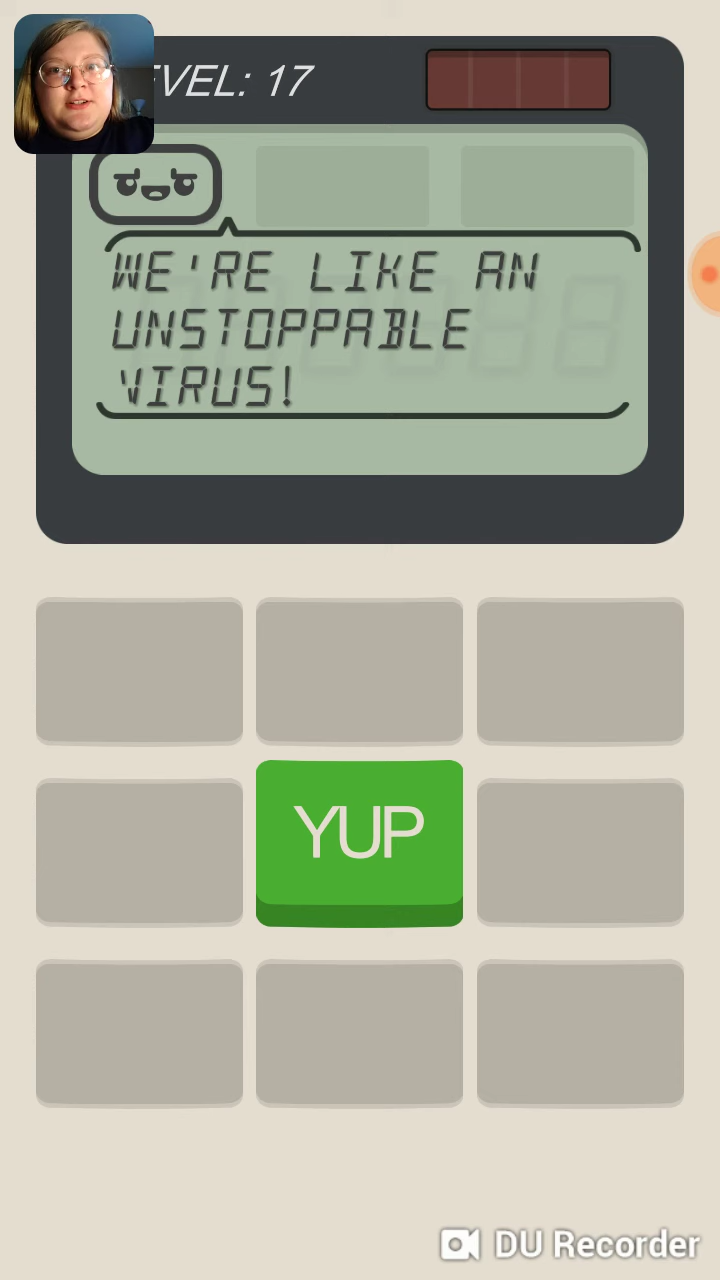 EVEL: 17
WE'RE LIKE AN
UNSTOPPABLE
VIRUS!
YUP
DU Recorder